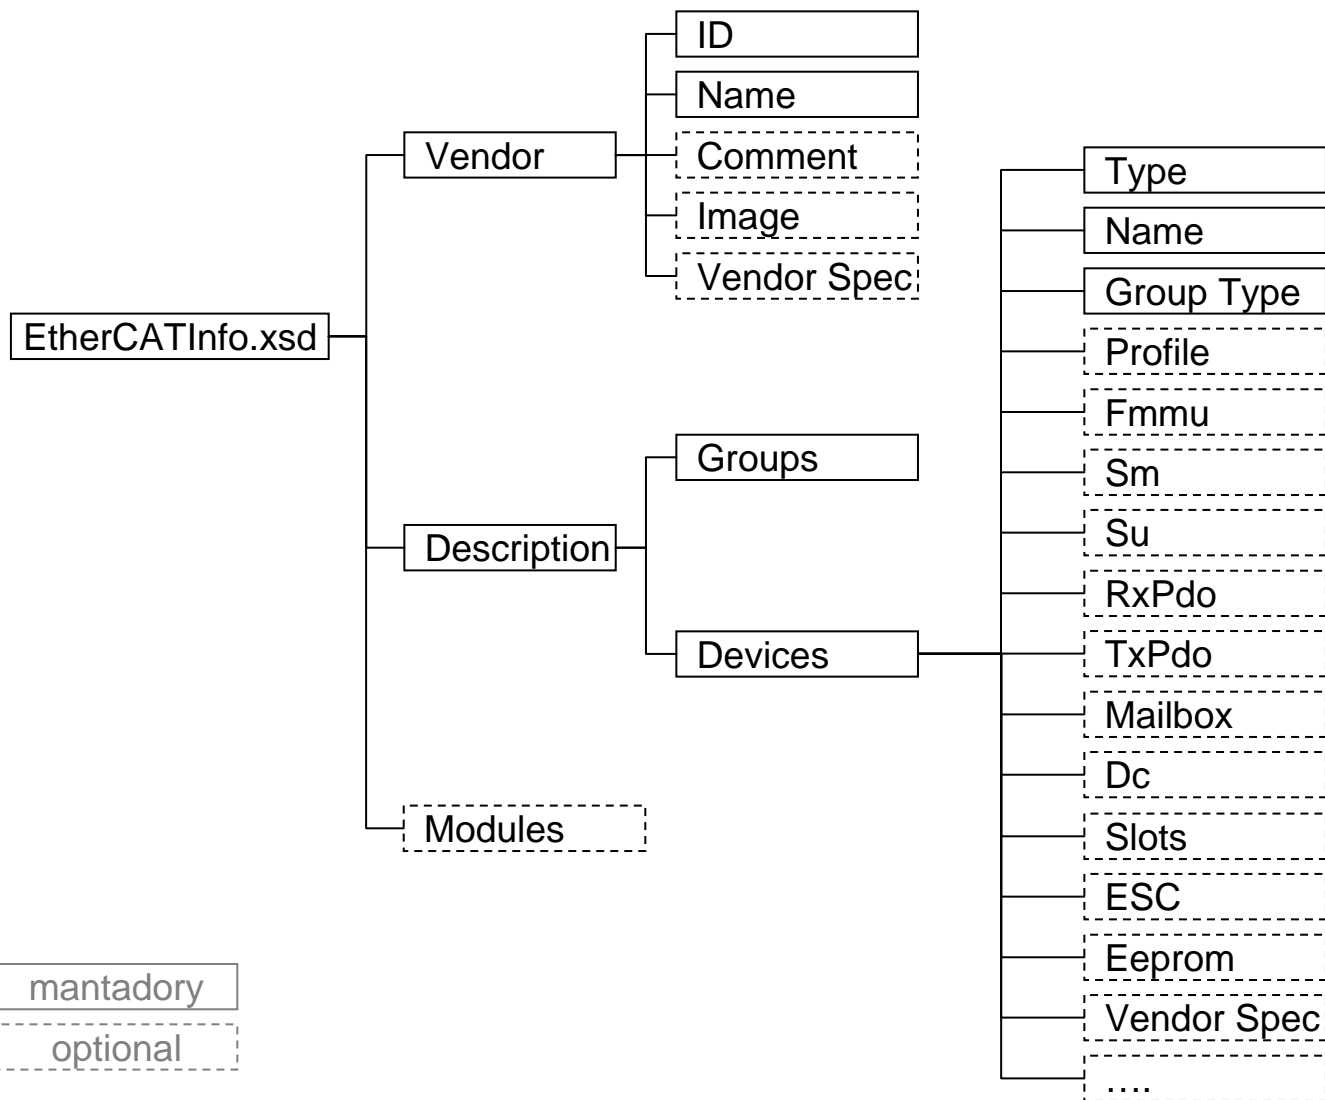 EtherCATInfo.xsd
Vendor
ID
Name
Comment
Image
Vendor Spec
Description
Groups
Devices
Type
Name
Group Type
Profile
Fmmu
Sm
Su
RxPdo
TxPdo
Mailbox
Dc
Slots
ESC
Eeprom
Vendor Spec
….
Modules
mantadory
optional